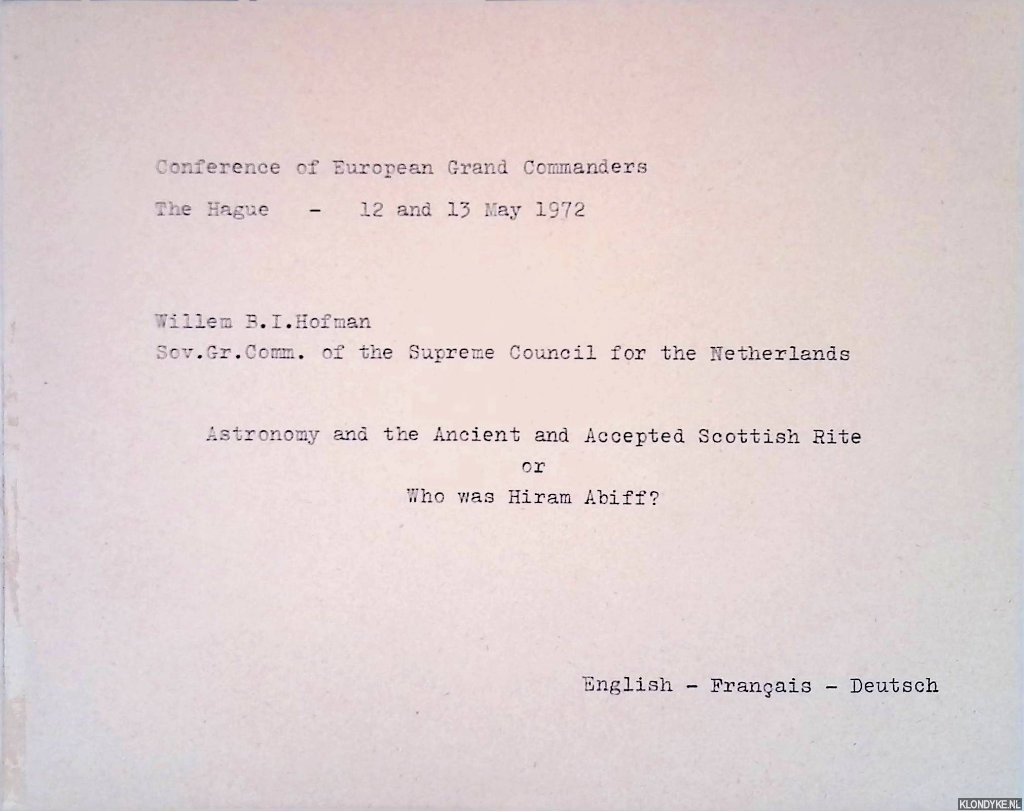 Conference of European Grand Commanders
The Hague - 12 and 13 May 1972
Willem B.I.Hofman
Sov.Gr.Comm. of the Supreme Council for the Netherlands
Astronomy and the Ancient and Accepted Scottish Rite
or
Who was Hiram Abiff?
English - Français - Deutsch
KLONDYKE.NL